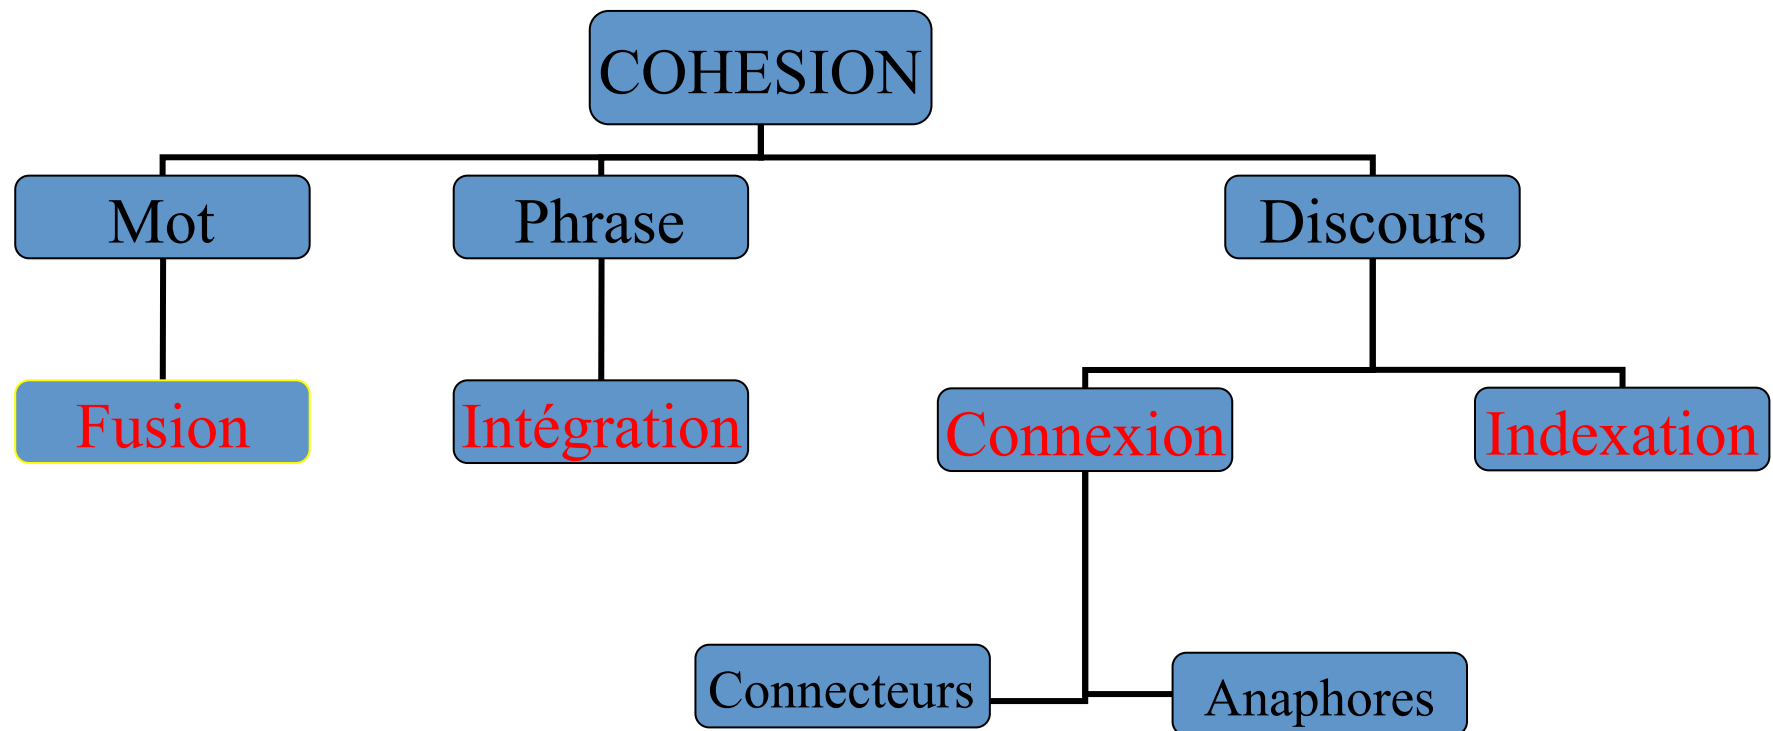 COHESION
Mot
Phrase
Discours
Fusion
Intégration
Connexion
Indexation
Connecteurs
Anaphores